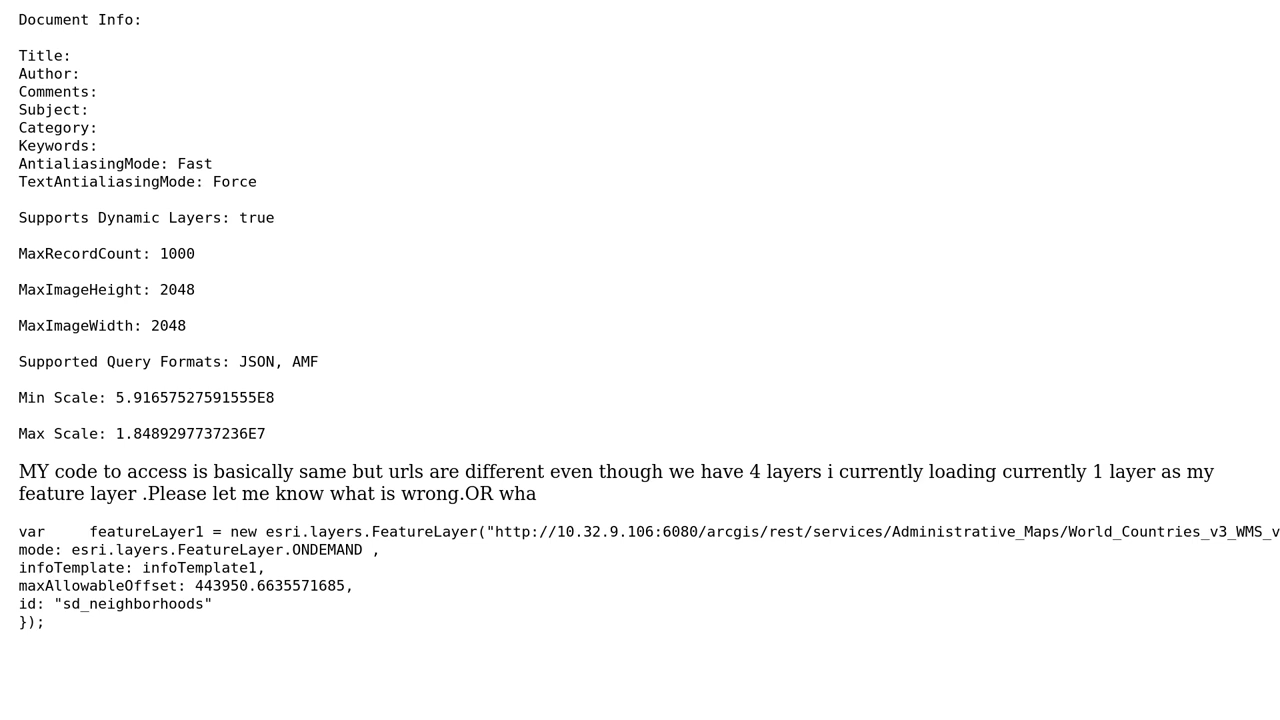 Document Info:
Title:
Author:
Comments:
Subject:
Category:
Keywords:
AntialiasingMode: Fast
TextAntialiasingMode: Force
Supports Dynamic Layers: true
MaxRecordCount: 1000
MaxImageHeight: 2048
MaxImageWidth: 2048
Supported Query Formats: JSON, AMF
Min Scale: 5.91657527591555E8
Max Scale: 1.8489297737236E7
MY code to access is basically same but urls are different even though we have 4 layers i currently loading currently 1 layer as my
feature layer .Please let me know what is wrong.OR wha
var     featureLayer1 = new esri.layers.FeatureLayer("http://10.32.9.106:6080/arcgis/rest/services/Administrative_Maps/World_Countries_v3_WMS_v
mode: esri.layers.FeatureLayer.ONDEMAND ,
infoTemplate: infoTemplate1,
maxAllowableOffset: 443950.6635571685,
id: "sd_neighborhoods"
});